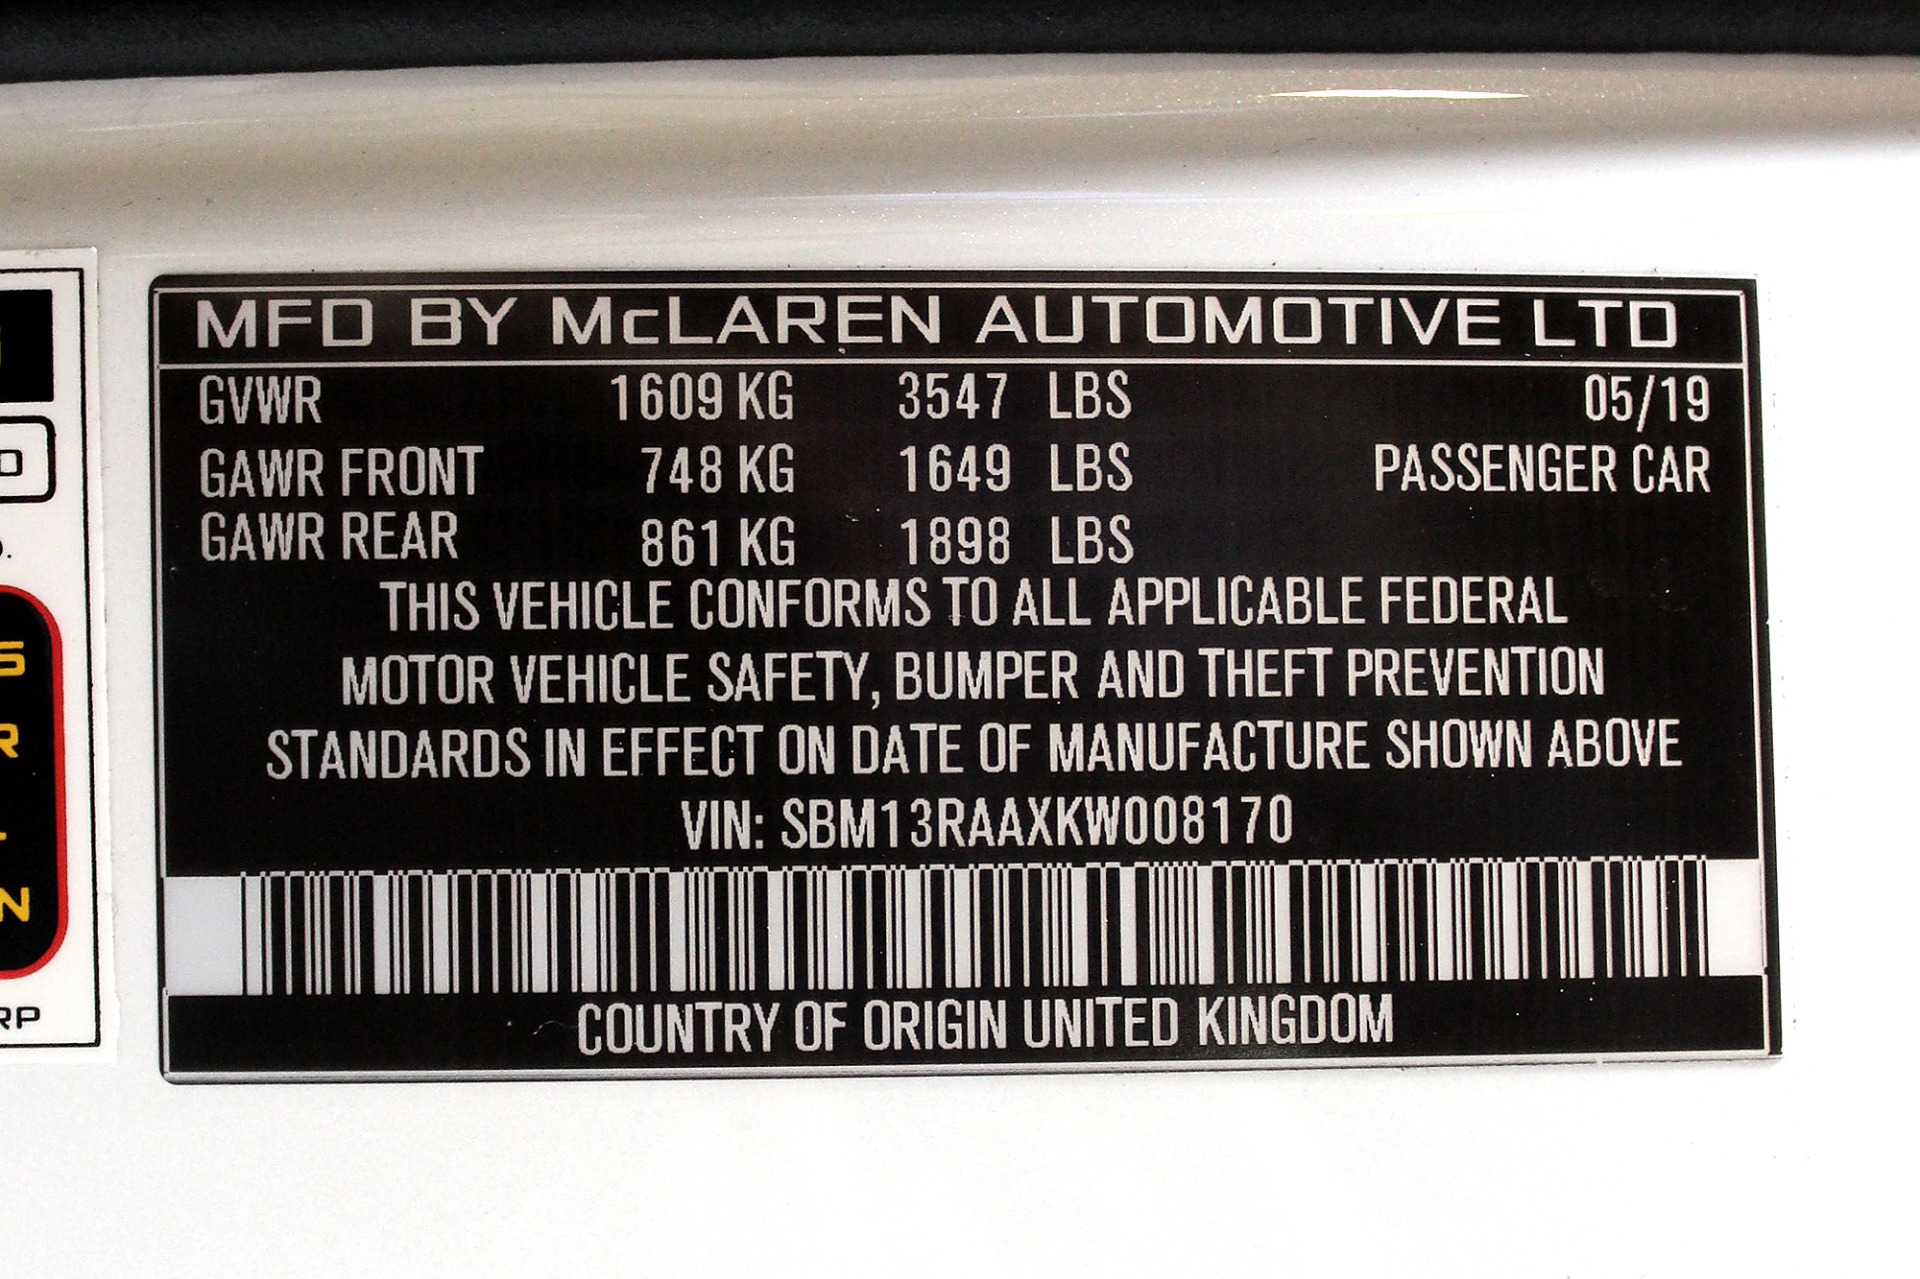 MFD BY McLAREN AUTOMOTIVE LTD
GVWR 1609 KG 3547 LBS 05/19
GAWR FRONT 748 KG 1649 LBS PASSENGER CAR
GAWR REAR 861 KG 1898 LBS
THIS VEHICLE CONFORMS TO ALL APPLICABLE FEDERAL
MOTOR VEHICLE SAFETY, BUMPER AND THEFT PREVENTION
STANDARDS IN EFFECT ON DATE OF MANUFACTURE SHOWN ABOVE
VIN: SBM13RAAXKW008170
COUNTRY OF ORIGIN UNITED KINGDOM